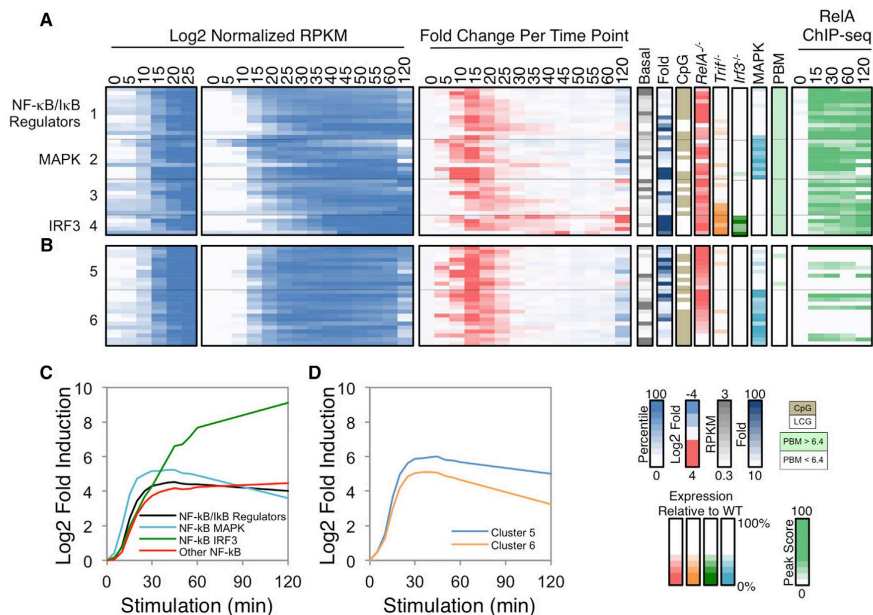 A
Log2 Normalized RPKM
Fold Change Per Time Point
RelA
ChIP-seq
0 5 10 15 20 25
0 5 10 15 20 25 30 35 40 45 50 55 60 120
0 5 10 15 20 25 30 35 40 45 50 55 60 120
Basal
Fold
CpG
RelA-/-
Trif-/-
Irf3-/-
MAPK
PBM
0 15 30 60 120
NF-κB/IκB
Regulators 1
MAPK 2
3
IRF3 4
B
5
6
C
Log2 Fold Induction
10
8
6
4
2
0
0 30 60 90 120
Stimulation (min)
NF-kb/IkB Regulators
NF-kB MAPK
NF-kB IRF3
Other NF-kB
D
Log2 Fold Induction
10
8
6
4
2
0
0 30 60 90 120
Stimulation (min)
Cluster 5
Cluster 6
100 -4 3 100
Percentile
Log2 Fold
RPKM
Fold
0 4 0.3 10
CpG
LCG
PBM > 6.4
PBM < 6.4
Expression
Relative to WT
100%
0%
100
Peak Score
0